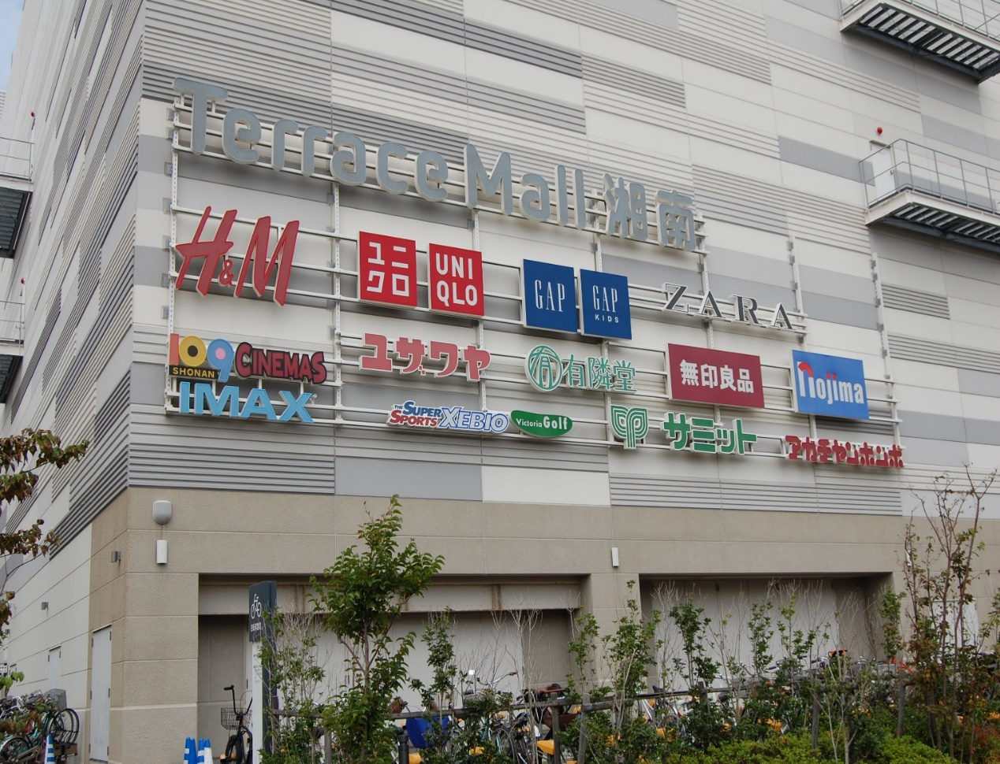 Terrace Mall 湘南
H&M
ユニクロ
UNIQLO
GAP
GAP KIDS
ZARA
109 CINEMAS
SHONAN
IMAX
ユザワヤ
有隣堂
無印良品
Nojima
THE SUPER SPORTS XEBIO
Victoria Golf
サミット
アカチャンホンポ